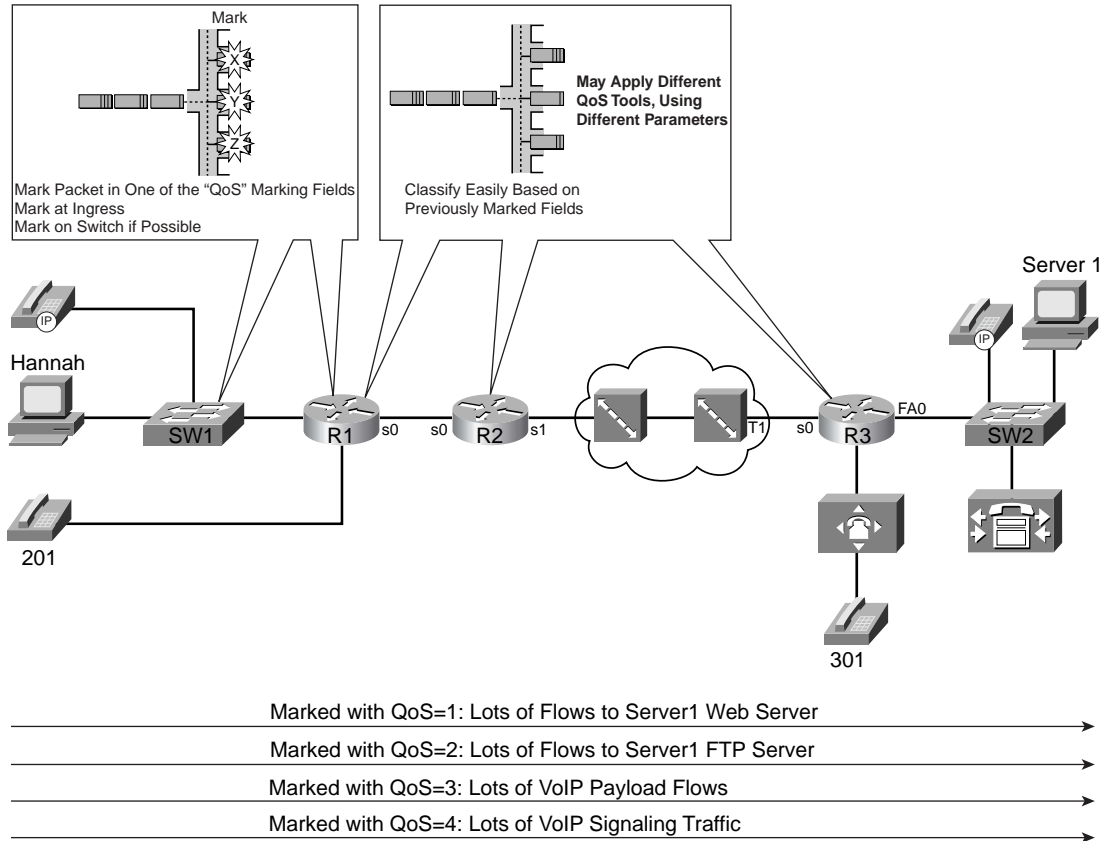 Mark
X
Y
Z
Mark Packet in One of the “QoS” Marking Fields
Mark at Ingress
Mark on Switch if Possible
May Apply Different
QoS Tools, Using
Different Parameters
Classify Easily Based on
Previously Marked Fields
Server 1
IP
IP
Hannah
SW1
R1
s0
s0
R2
s1
T1
s0
R3
FA0
SW2
201
301
Marked with QoS=1: Lots of Flows to Server1 Web Server
Marked with QoS=2: Lots of Flows to Server1 FTP Server
Marked with QoS=3: Lots of VoIP Payload Flows
Marked with QoS=4: Lots of VoIP Signaling Traffic